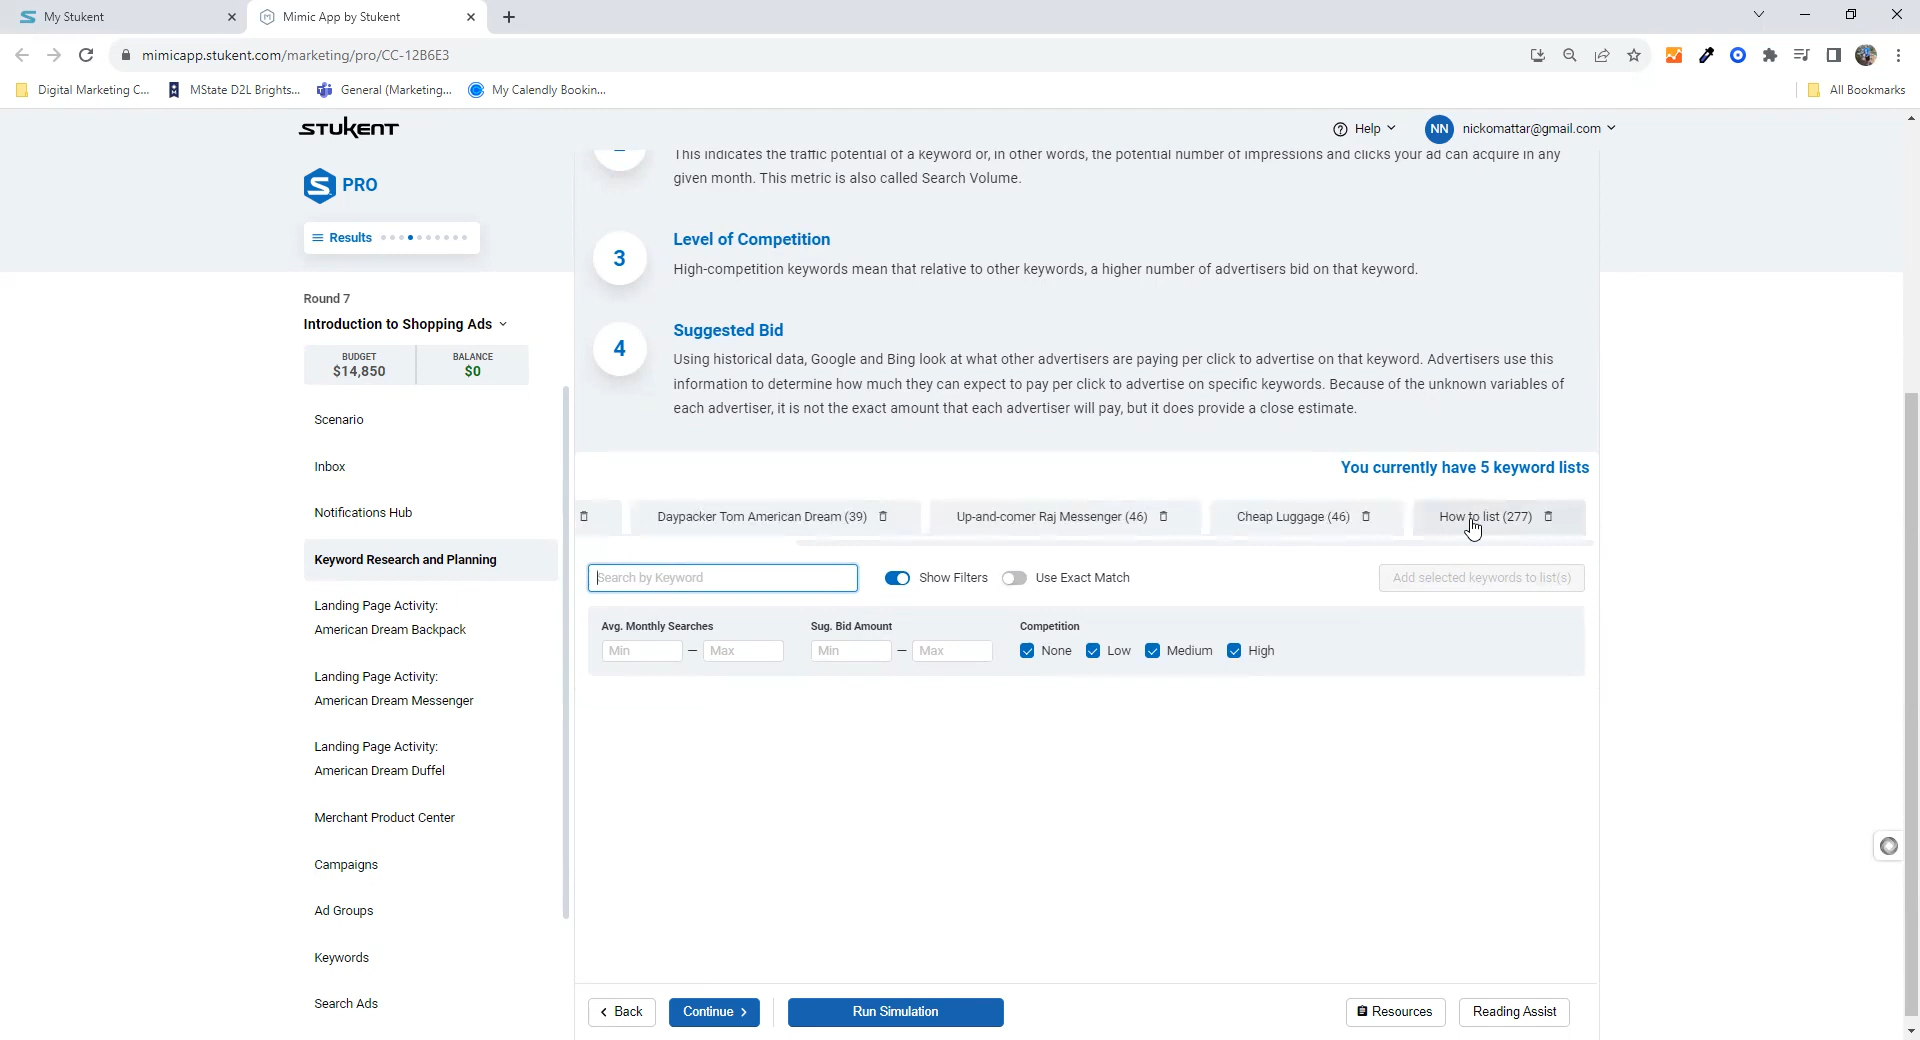 My Stukent
Mimic App by Stukent
mimicapp.stukent.com/marketing/pro/CC-12B6E3
Digital Marketing C...
MState D2L Brights...
General (Marketing...
My Calendly Bookin...
All Bookmarks
STUKENT
Help
NN
nickomattar@gmail.com
S PRO
Results
Round 7
Introduction to Shopping Ads
BUDGET
$14,850
BALANCE
$0
Scenario
Inbox
Notifications Hub
Keyword Research and Planning
Landing Page Activity:
American Dream Backpack
Landing Page Activity:
American Dream Messenger
Landing Page Activity:
American Dream Duffel
Merchant Product Center
Campaigns
Ad Groups
Keywords
Search Ads
This indicates the traffic potential of a keyword or, in other words, the potential number of impressions and clicks your ad can acquire in any
given month. This metric is also called Search Volume.
3
Level of Competition
High-competition keywords mean that relative to other keywords, a higher number of advertisers bid on that keyword.
4
Suggested Bid
Using historical data, Google and Bing look at what other advertisers are paying per click to advertise on that keyword. Advertisers use this
information to determine how much they can expect to pay per click to advertise on specific keywords. Because of the unknown variables of
each advertiser, it is not the exact amount that each advertiser will pay, but it does provide a close estimate.
You currently have 5 keyword lists
Daypacker Tom American Dream (39)
Up-and-comer Raj Messenger (46)
Cheap Luggage (46)
How to list (277)
Search by Keyword
Show Filters
Use Exact Match
Add selected keywords to list(s)
Avg. Monthly Searches
Min – Max
Sug. Bid Amount
Min – Max
Competition
None
Low
Medium
High
Back
Continue
Run Simulation
Resources
Reading Assist